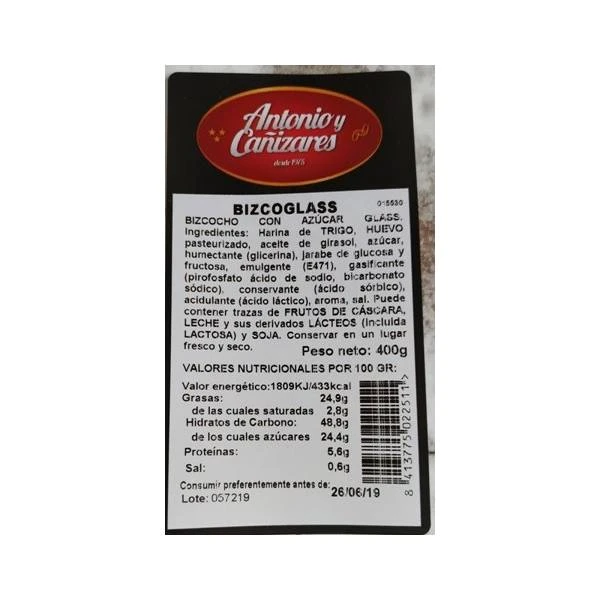 Antonio y
Cañizares
desde 1976
BIZCOGLASS 015530
BIZCOCHO CON AZÚCAR GLASS.
Ingredientes: Harina de TRIGO, HUEVO
pasteurizado, aceite de girasol, azúcar,
humectante (glicerina), jarabe de glucosa y
fructosa, emulgente (E471), gasificante
(pirofosfato ácido de sodio, bicarbonato
sódico), conservante (ácido sórbico),
acidulante (ácido láctico), aroma, sal. Puede
contener trazas de FRUTOS DE CÁSCARA,
LECHE y sus derivados LÁCTEOS (incluida
LACTOSA) y SOJA. Conservar en un lugar
fresco y seco. Peso neto: 400g
VALORES NUTRICIONALES POR 100 GR:
Valor energético:1809KJ/433kcal
Grasas: 24,9g
de las cuales saturadas 2,8g
Hidratos de Carbono: 48,8g
de los cuales azúcares 24,4g
Proteínas: 5,6g
Sal: 0,6g
Consumir preferentemente antes de: 26/06/19
Lote: 057219
8 413775 022511 >